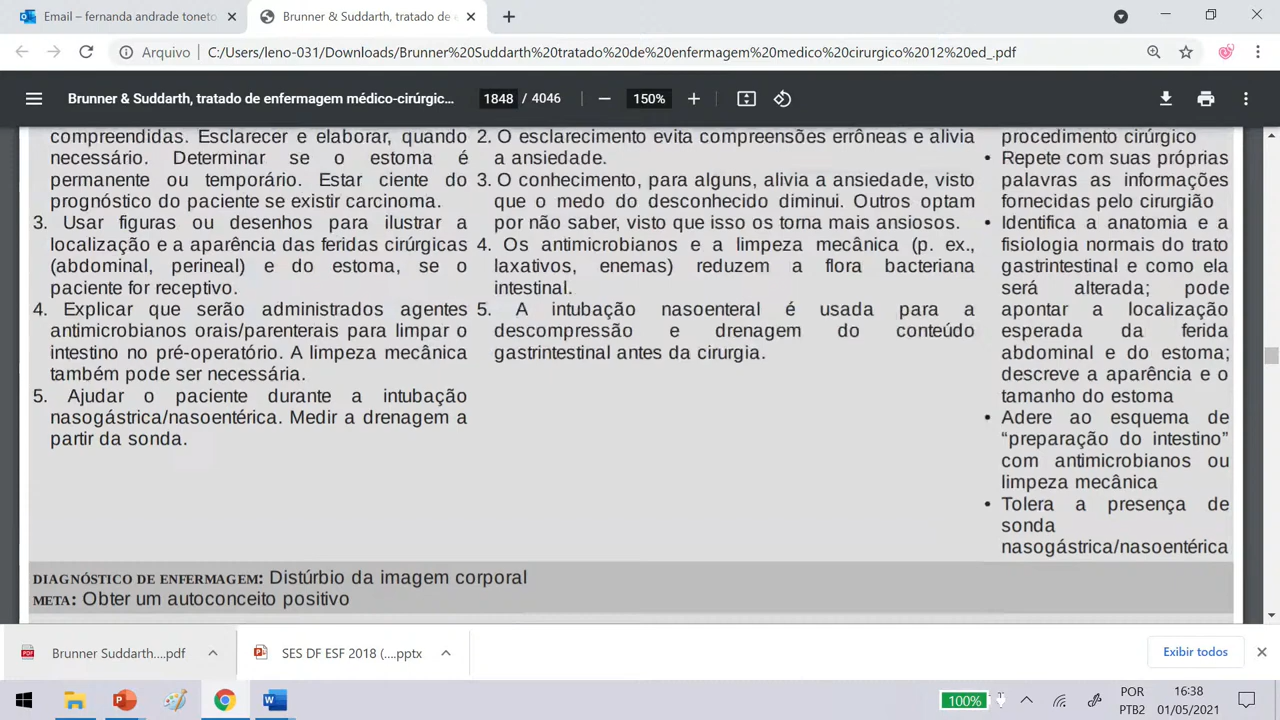 Email – fernanda andrade toneto
Brunner & Suddarth, tratado de e
Arquivo
C:/Users/leno-031/Downloads/Brunner%20Suddarth%20tratado%20de%20enfermagem%20medico%20cirurgico%2012%20ed_.pdf
Brunner & Suddarth, tratado de enfermagem médico-cirúrgic...
1848 / 4046
150%
compreendidas. Esclarecer e elaborar, quando
necessário. Determinar se o estoma é
permanente ou temporário. Estar ciente do
prognóstico do paciente se existir carcinoma.
3. Usar figuras ou desenhos para ilustrar a
localização e a aparência das feridas cirúrgicas
(abdominal, perineal) e do estoma, se o
paciente for receptivo.
4. Explicar que serão administrados agentes
antimicrobianos orais/parenterais para limpar o
intestino no pré-operatório. A limpeza mecânica
também pode ser necessária.
5. Ajudar o paciente durante a intubação
nasogástrica/nasoentérica. Medir a drenagem a
partir da sonda.
2. O esclarecimento evita compreensões errôneas e alivia
a ansiedade.
3. O conhecimento, para alguns, alivia a ansiedade, visto
que o medo do desconhecido diminui. Outros optam
por não saber, visto que isso os torna mais ansiosos.
4. Os antimicrobianos e a limpeza mecânica (p. ex.,
laxativos, enemas) reduzem a flora bacteriana
intestinal.
5. A intubação nasoenteral é usada para a
descompressão e drenagem do conteúdo
gastrintestinal antes da cirurgia.
procedimento cirúrgico
• Repete com suas próprias
palavras as informações
fornecidas pelo cirurgião
• Identifica a anatomia e a
fisiologia normais do trato
gastrintestinal e como ela
será alterada; pode
apontar a localização
esperada da ferida
abdominal e do estoma;
descreve a aparência e o
tamanho do estoma
• Adere ao esquema de
“preparação do intestino”
com antimicrobianos ou
limpeza mecânica
• Tolera a presença de
sonda
nasogástrica/nasoentérica
DIAGNÓSTICO DE ENFERMAGEM: Distúrbio da imagem corporal
META: Obter um autoconceito positivo
Brunner Suddarth....pdf
SES DF ESF 2018 (....pptx
Exibir todos
100%
POR
PTB2
16:38
01/05/2021